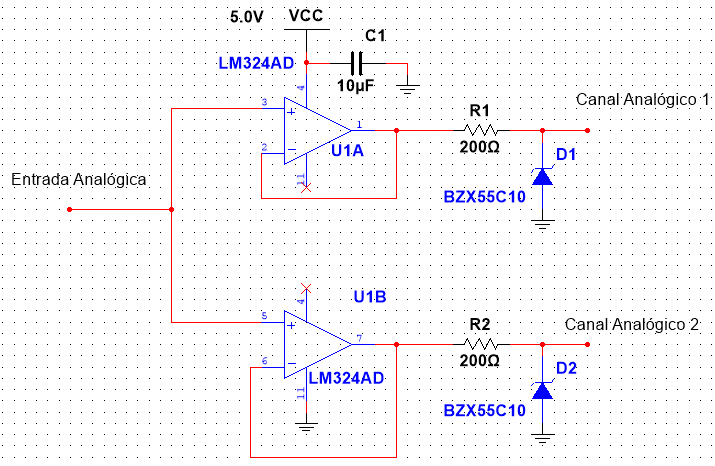 5.0V
VCC
C1
LM324AD
10µF
4
3
1
2
11
U1A
R1
200Ω
Canal Analógico 1
D1
BZX55C10
Entrada Analógica
4
U1B
5
7
6
11
LM324AD
R2
200Ω
Canal Analógico 2
D2
BZX55C10